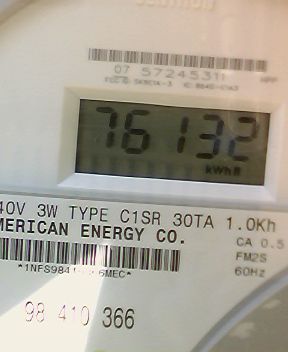 07 57245311
76132
kWhR
40V 3W TYPE C1SR 30TA 1.0Kh
MERICAN ENERGY CO.
CA 0.5
FM2S
60Hz
98 410 366